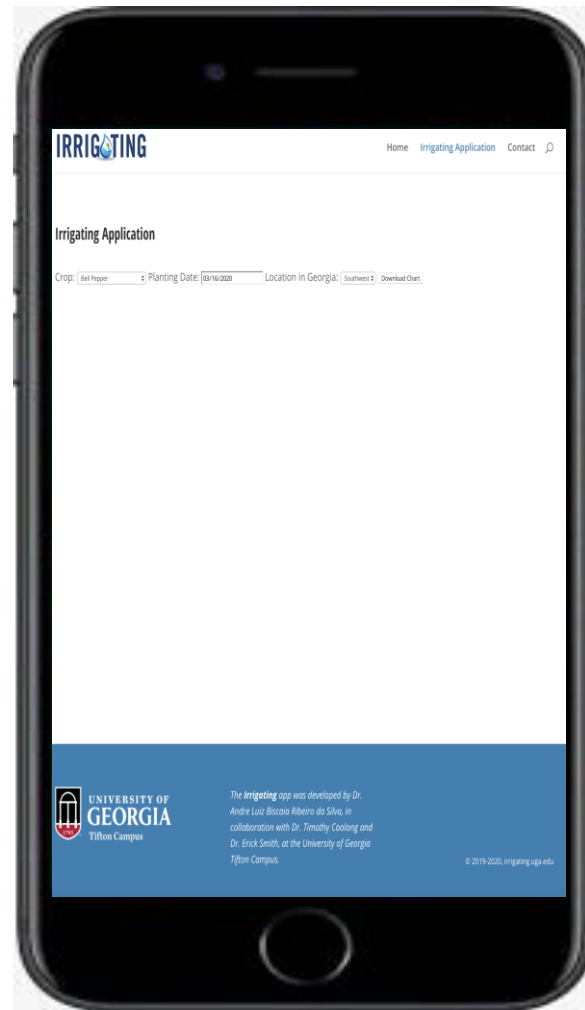 IRRIGATING
Home Irrigating Application Contact
Irrigating Application
Crop: Bell Pepper Planting Date: 03/16/2020 Location in Georgia: Southwest Download Chart
1785
UNIVERSITY OF
GEORGIA
Tifton Campus
The Irrigating app was developed by Dr.
Andre Luiz Biscaia Ribeiro da Silva, in
collaboration with Dr. Timothy Coolong and
Dr. Erick Smith, at the University of Georgia
Tifton Campus.
© 2019-2020, irrigating.uga.edu